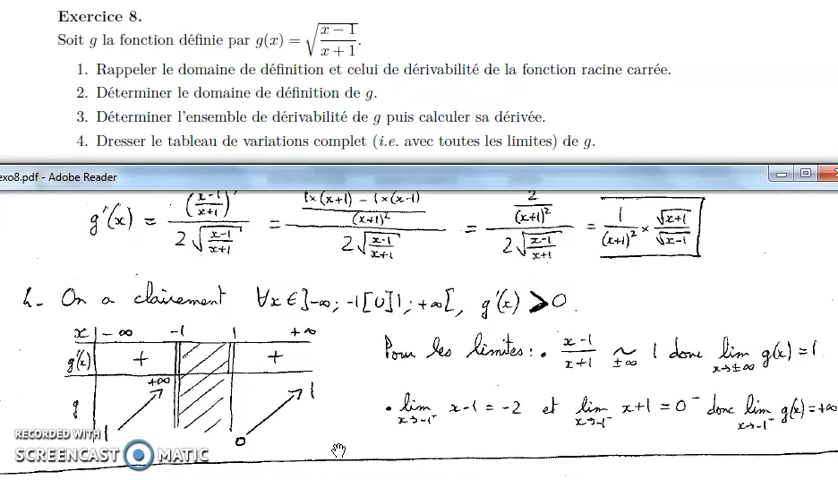 Exercice 8.
Soit g la fonction définie par g(x) = √((x − 1)/(x + 1)).
1. Rappeler le domaine de définition et celui de dérivabilité de la fonction racine carrée.
2. Déterminer le domaine de définition de g.
3. Déterminer l'ensemble de dérivabilité de g puis calculer sa dérivée.
4. Dresser le tableau de variations complet (i.e. avec toutes les limites) de g.
exo8.pdf - Adobe Reader
g'(x) = ((x-1)/(x+1))' / (2√((x-1)/(x+1))) = ((1×(x+1) - 1×(x-1))/(x+1)²) / (2√((x-1)/(x+1))) = (2/(x+1)²) / (2√((x-1)/(x+1))) = 1/(x+1)² × √(x+1)/√(x-1)
4- On a clairement ∀x∈]-∞;-1[∪]1;+∞[, g'(x) > 0.
x -∞ -1 1 +∞
g'(x) + +
g 1 +∞ 0 1
Pour les limites: • (x-1)/(x+1) ~ 1 donc lim g(x) = 1
±∞ x→±∞
• lim x-1 = -2 et lim x+1 = 0⁻ donc lim g(x) = +∞
x→-1⁻ x→-1⁻ x→-1⁻
RECORDED WITH
SCREENCAST MATIC